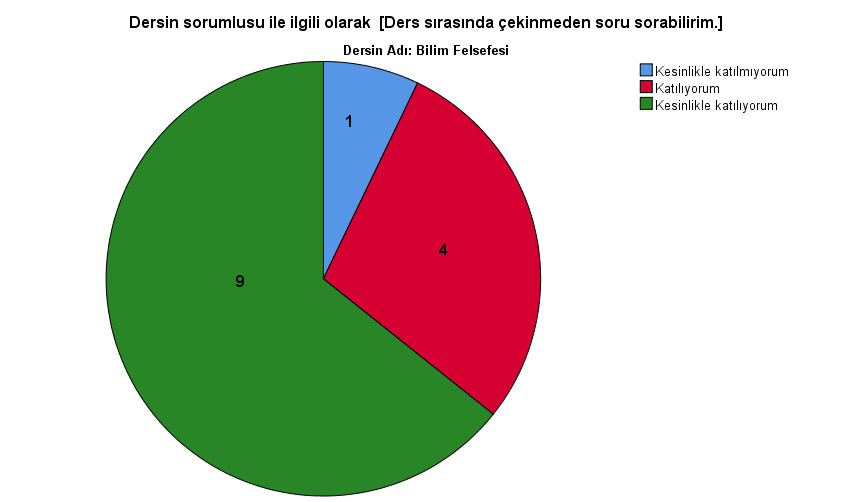 Dersin sorumlusu ile ilgili olarak [Ders sırasında çekinmeden soru sorabilirim.]
Dersin Adı: Bilim Felsefesi
Kesinlikle katılmıyorum
Katılıyorum
Kesinlikle katılıyorum
1
4
9